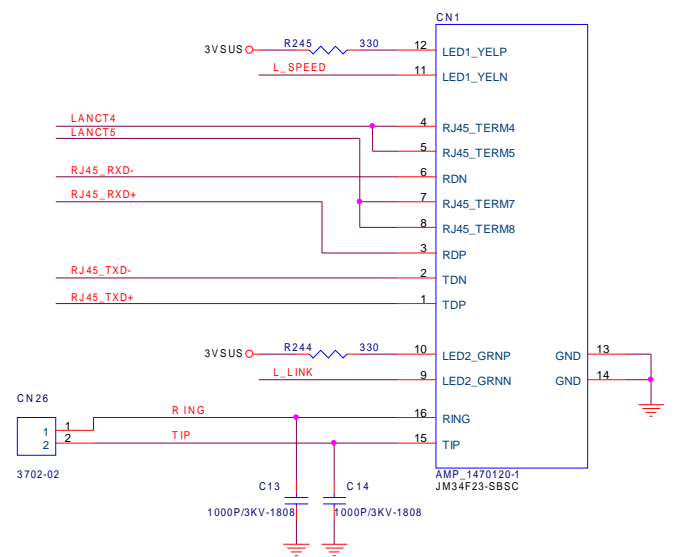 CN1
3VSUS R245 330 12 LED1_YELP
L_SPEED 11 LED1_YELN
LANCT4 4 RJ45_TERM4
LANCT5
5 RJ45_TERM5
RJ45_RXD- 6 RDN
RJ45_RXD+ 7 RJ45_TERM7
8 RJ45_TERM8
3 RDP
RJ45_TXD- 2 TDN
RJ45_TXD+ 1 TDP
3VSUS R244 330 10 LED2_GRNP GND 13
L_LINK 9 LED2_GRNN GND 14
CN26
RING 16 RING
1 1
2 2 TIP 15 TIP
3702-02
AMP_1470120-1
JM34F23-SBSC
C13 C14
1000P/3KV-1808 1000P/3KV-1808